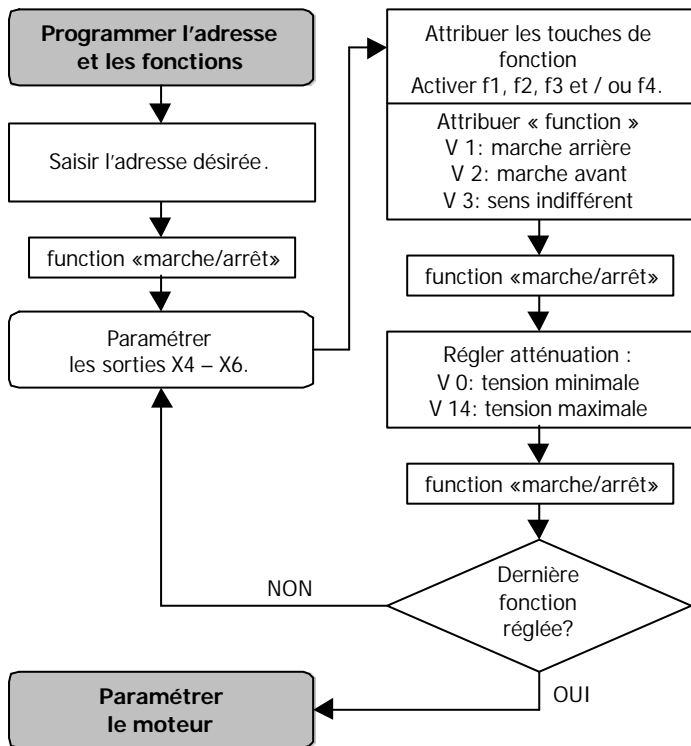 Programmer l'adresse
et les fonctions
Saisir l'adresse désirée.
function «marche/arrêt»
Paramétrer
les sorties X4 – X6.
Attribuer les touches de
fonction
Activer f1, f2, f3 et / ou f4.
Attribuer « function »
V 1: marche arrière
V 2: marche avant
V 3: sens indifférent
function «marche/arrêt»
Régler atténuation :
V 0: tension minimale
V 14: tension maximale
function «marche/arrêt»
Dernière
fonction
réglée?
NON
OUI
Paramétrer
le moteur